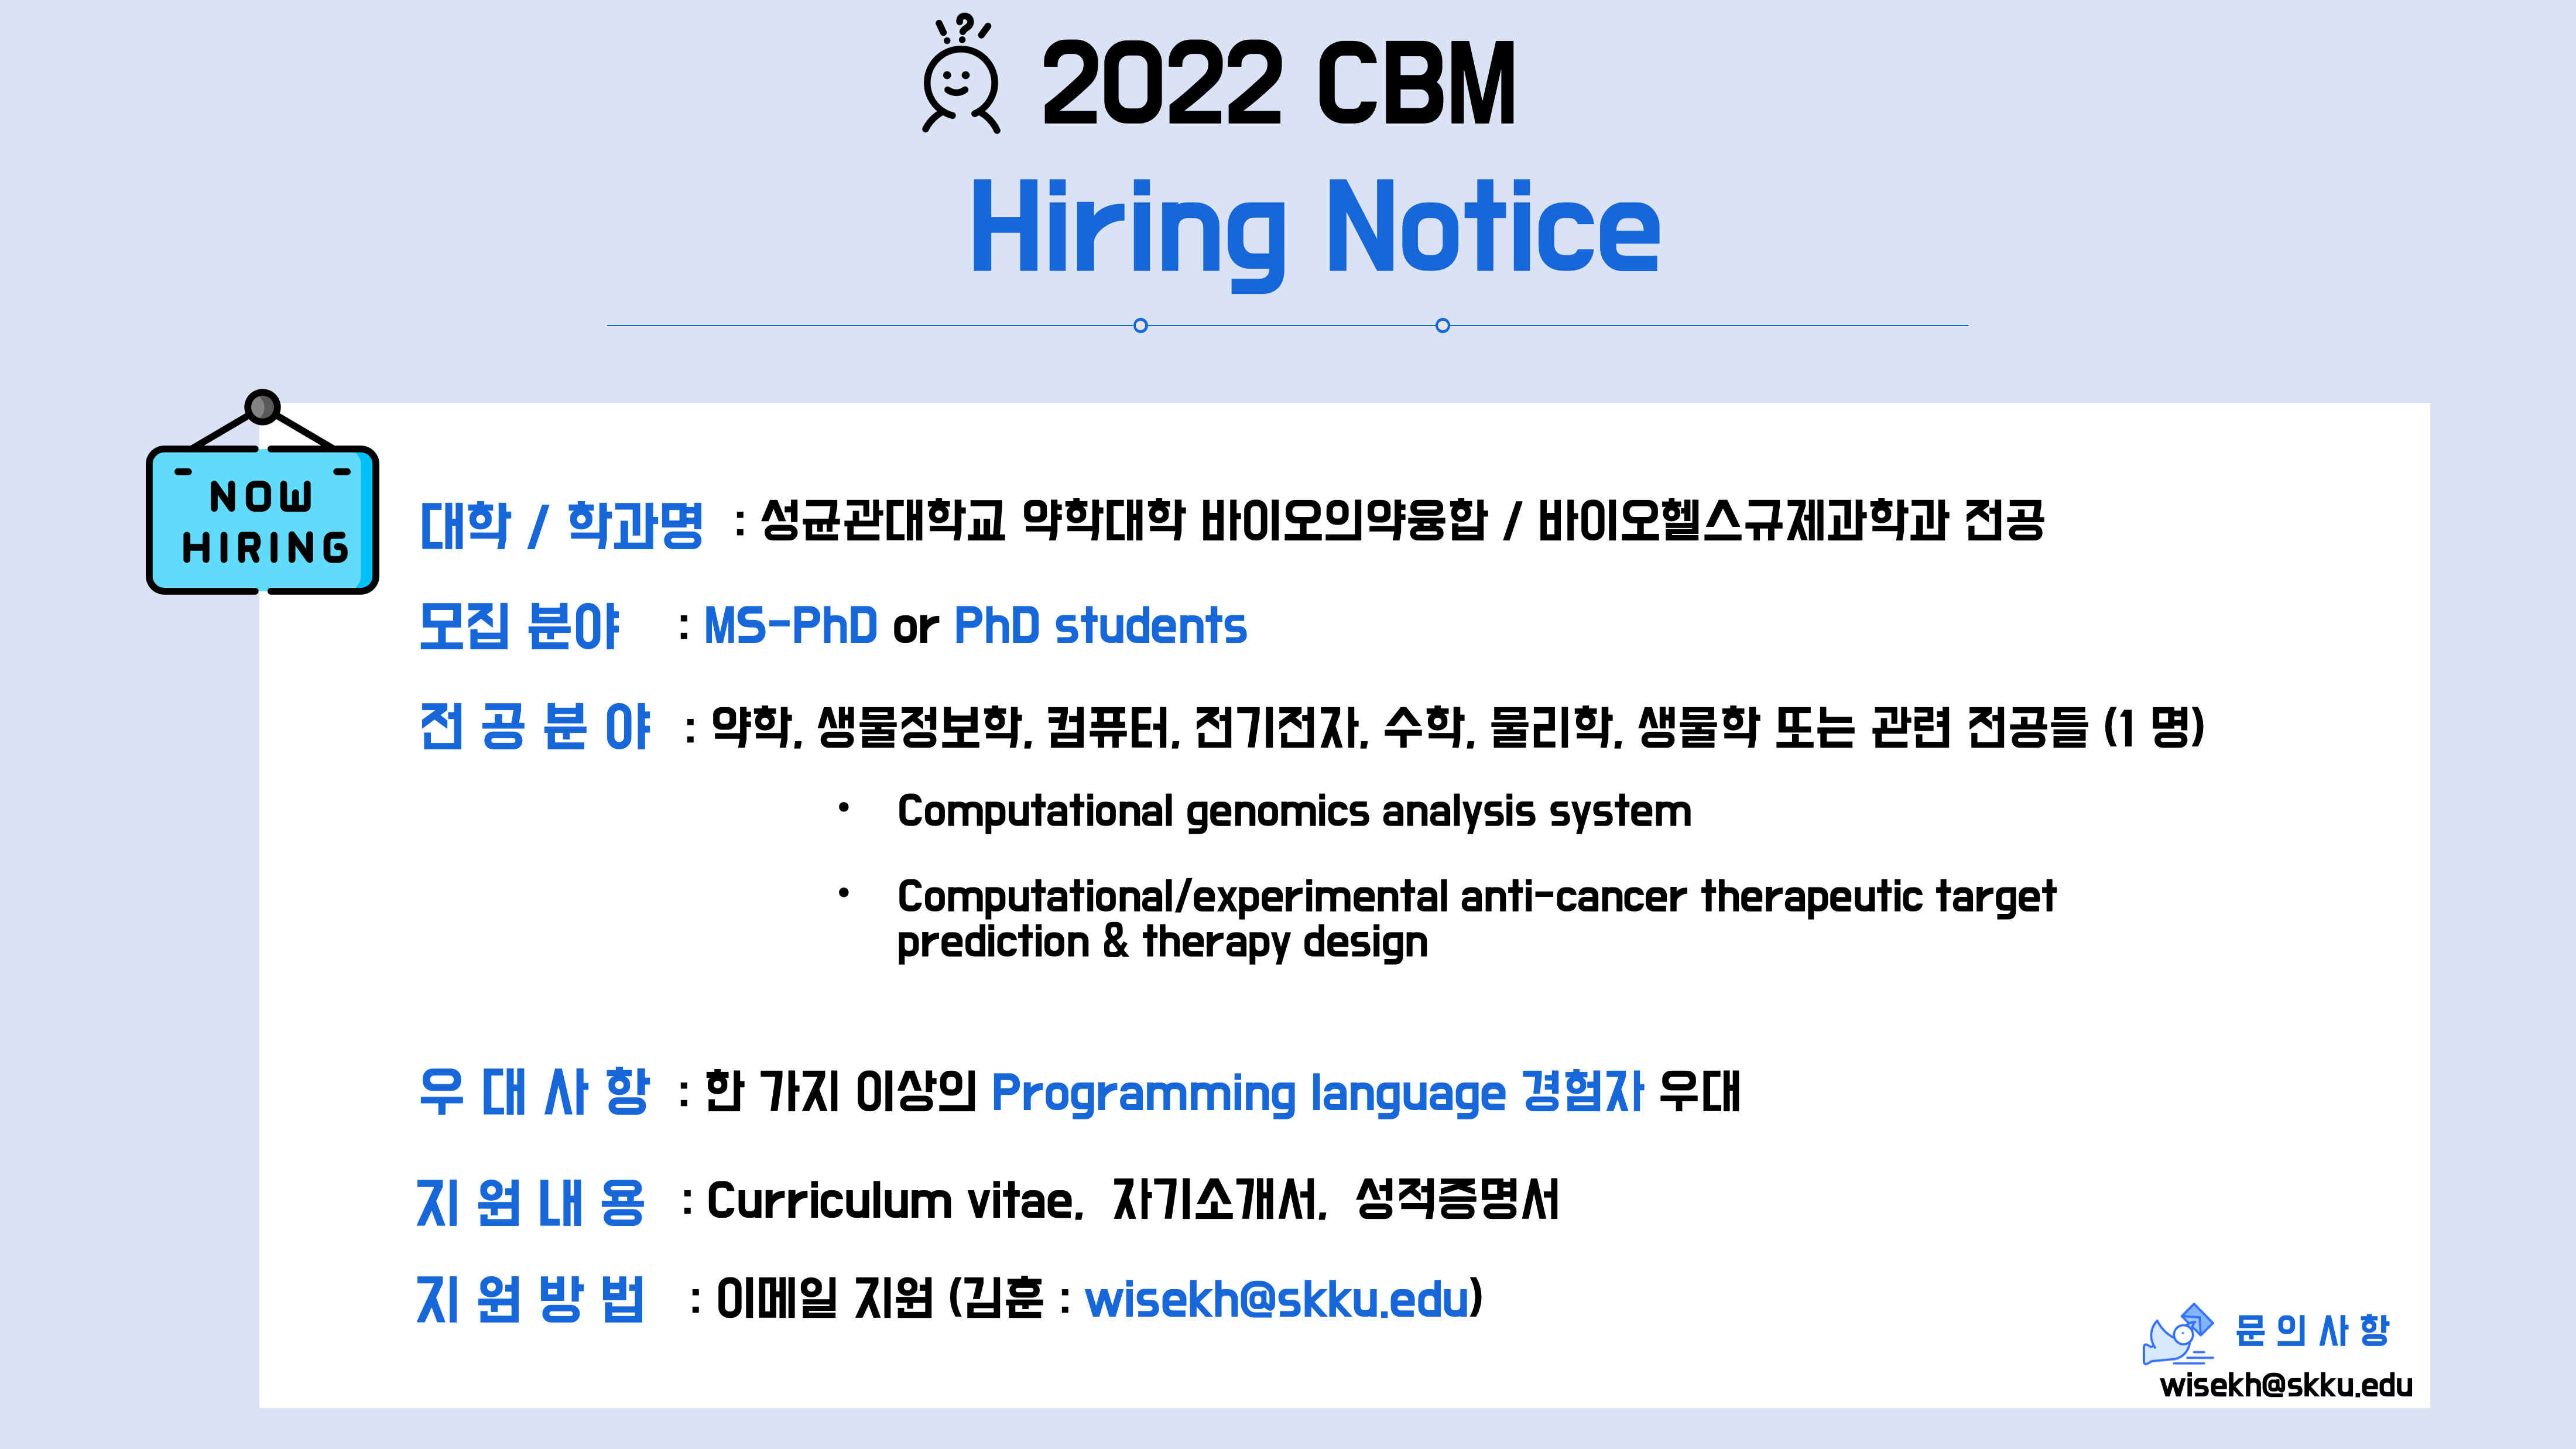 2022 CBM
Hiring Notice
NOW
HIRING
대학 / 학과명 : 성균관대학교 약학대학 바이오의약융합 / 바이오헬스규제과학과 전공
모집 분야 : MS-PhD or PhD students
전 공 분 야 : 약학, 생물정보학, 컴퓨터, 전기전자, 수학, 물리학, 생물학 또는 관련 전공들 (1 명)
• Computational genomics analysis system
• Computational/experimental anti-cancer therapeutic target
prediction & therapy design
우 대 사 항 : 한 가지 이상의 Programming language 경험자 우대
지 원 내 용 : Curriculum vitae, 자기소개서, 성적증명서
지 원 방 법 : 이메일 지원 (김훈 : wisekh@skku.edu)
문 의 사 항
wisekh@skku.edu